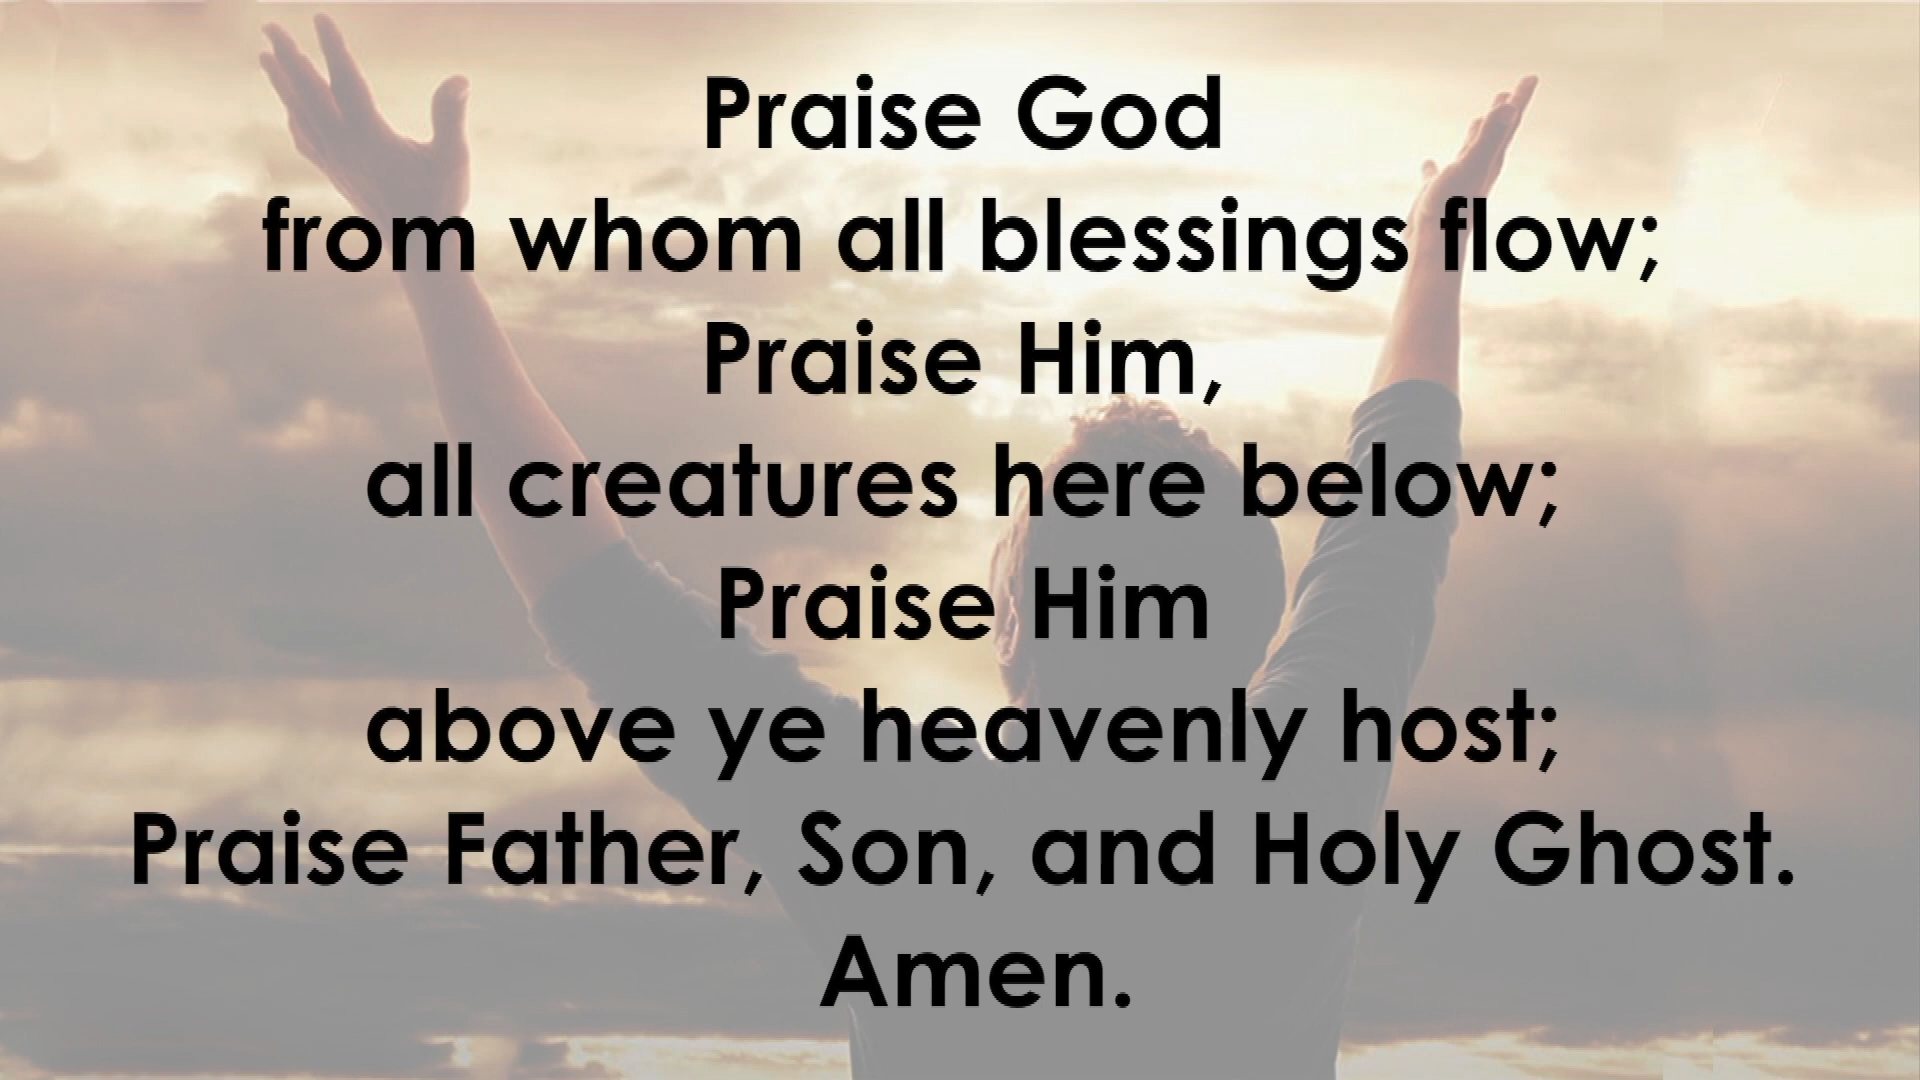 Praise God
from whom all blessings flow;
Praise Him,
all creatures here below;
Praise Him
above ye heavenly host;
Praise Father, Son, and Holy Ghost.
Amen.